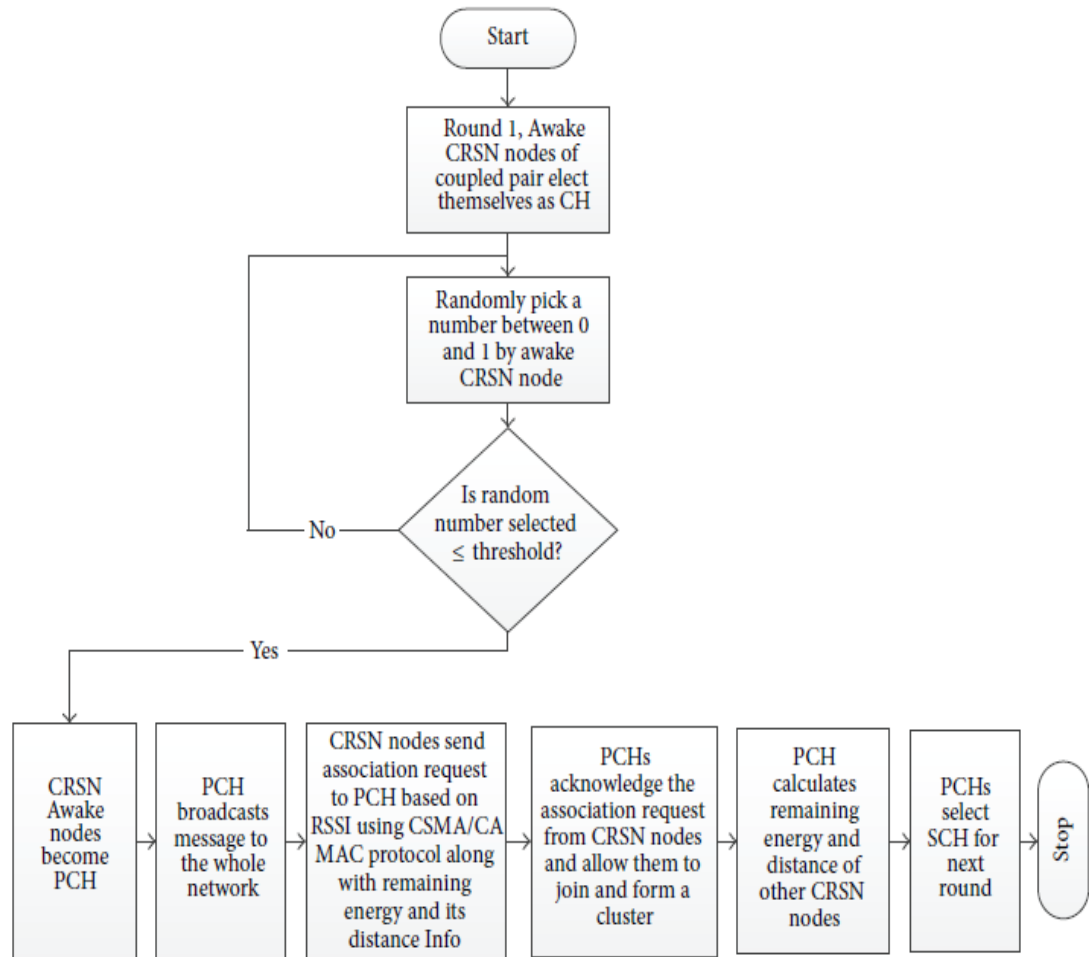 Start
Round 1, Awake
CRSN nodes of
coupled pair elect
themselves as CH
Randomly pick a
number between 0
and 1 by awake
CRSN node
Is random
number selected
≤ threshold?
No
Yes
CRSN
Awake
nodes
become
PCH
PCH
broadcasts
message to
the whole
network
CRSN nodes send
association request
to PCH based on
RSSI using CSMA/CA
MAC protocol along
with remaining
energy and its
distance Info
PCHs
acknowledge the
association request
from CRSN nodes
and allow them to
join and form a
cluster
PCH
calculates
remaining
energy and
distance of
other CRSN
nodes
PCHs
select
SCH for
next
round
Stop